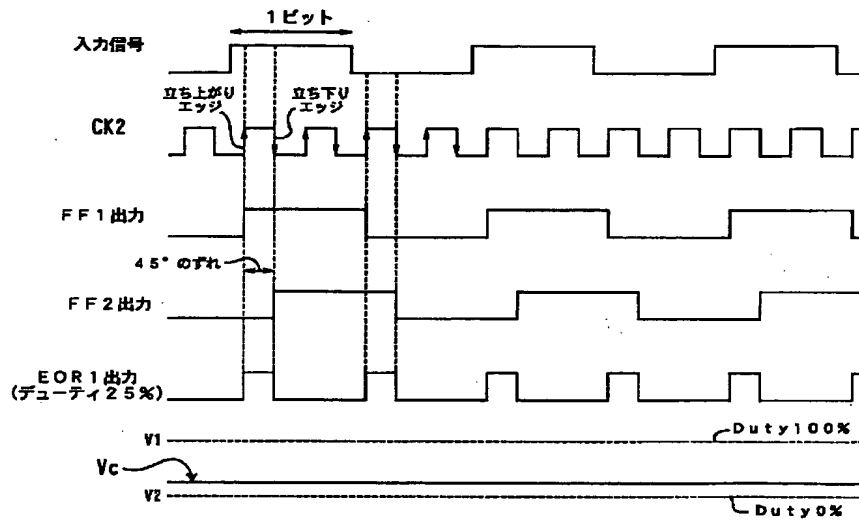 1ビット
入力信号
立ち上がり
エッジ
立ち下り
エッジ
CK2
FF1出力
45°のずれ
FF2出力
EOR1出力
(デューティ25%)
V1
Duty100%
Vc
V2
Duty0%